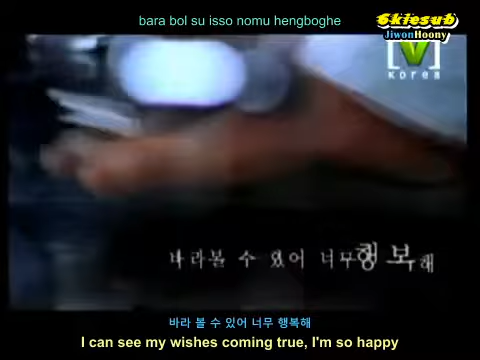 bara bol su isso nomu hengboghe
6kiesub
JiwonHoony
[V]
Korea
바라볼 수 있어 너무 행복해
바라 볼 수 있어 너무 행복해
I can see my wishes coming true, I'm so happy